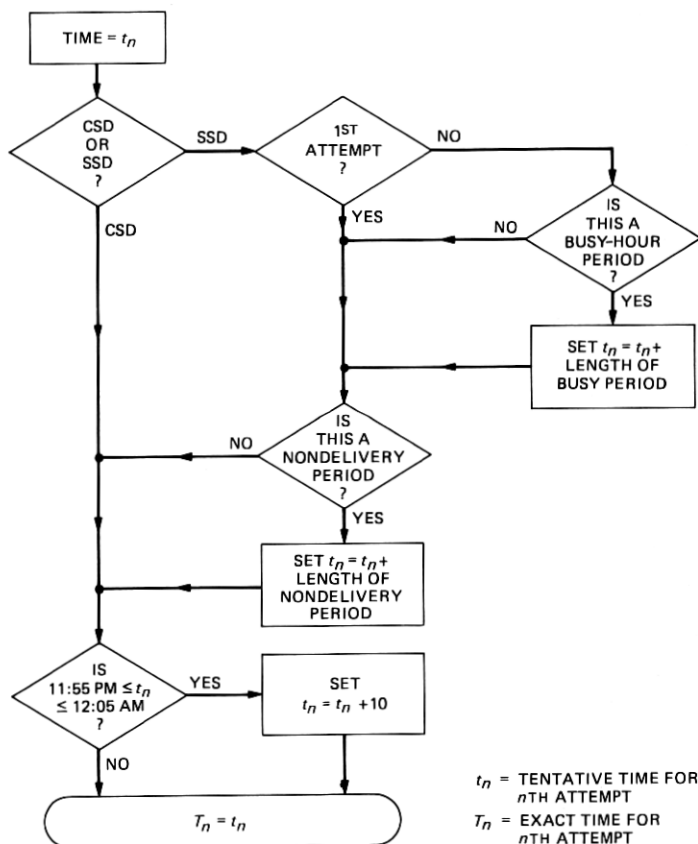 TIME = tn
CSD
OR
SSD
?
SSD
1ST
ATTEMPT
?
NO
YES
CSD
IS
THIS A
BUSY-HOUR
PERIOD
?
NO
YES
SET tn = tn +
LENGTH OF
BUSY PERIOD
IS
THIS A
NONDELIVERY
PERIOD
?
NO
YES
SET tn = tn +
LENGTH OF
NONDELIVERY
PERIOD
IS
11:55 PM ≤ tn
≤ 12:05 AM
?
YES
SET
tn = tn +10
NO
Tn = tn
tn = TENTATIVE TIME FOR
nTH ATTEMPT
Tn = EXACT TIME FOR
nTH ATTEMPT